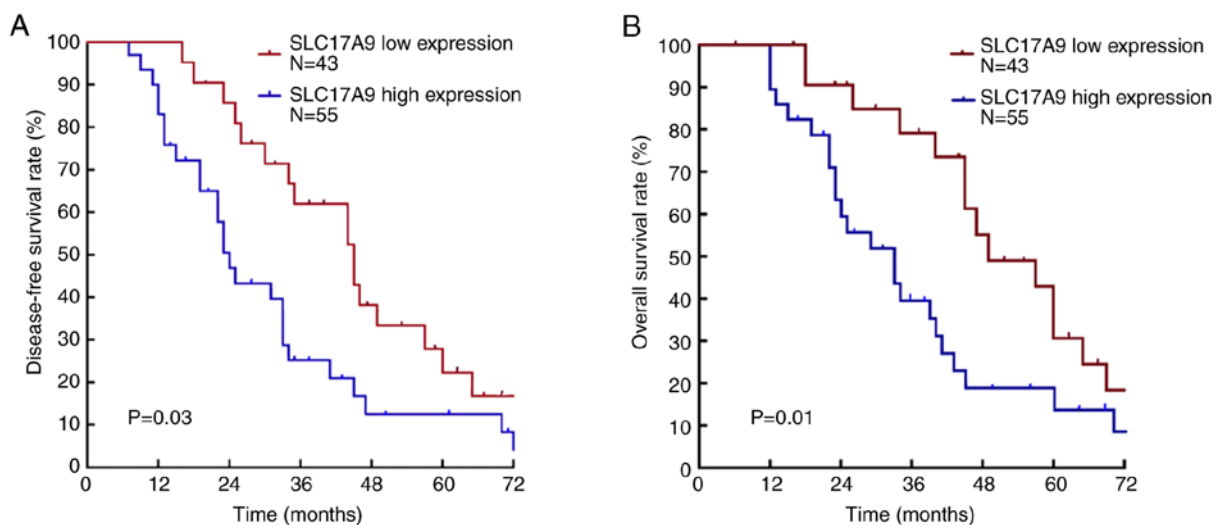 A
SLC17A9 low expression
N=43
SLC17A9 high expression
N=55
Disease-free survival rate (%)
100
90
80
70
60
50
40
30
20
10
0
P=0.03
0 12 24 36 48 60 72
Time (months)
B
SLC17A9 low expression
N=43
SLC17A9 high expression
N=55
Overall survival rate (%)
100
90
80
70
60
50
40
30
20
10
0
P=0.01
0 12 24 36 48 60 72
Time (months)